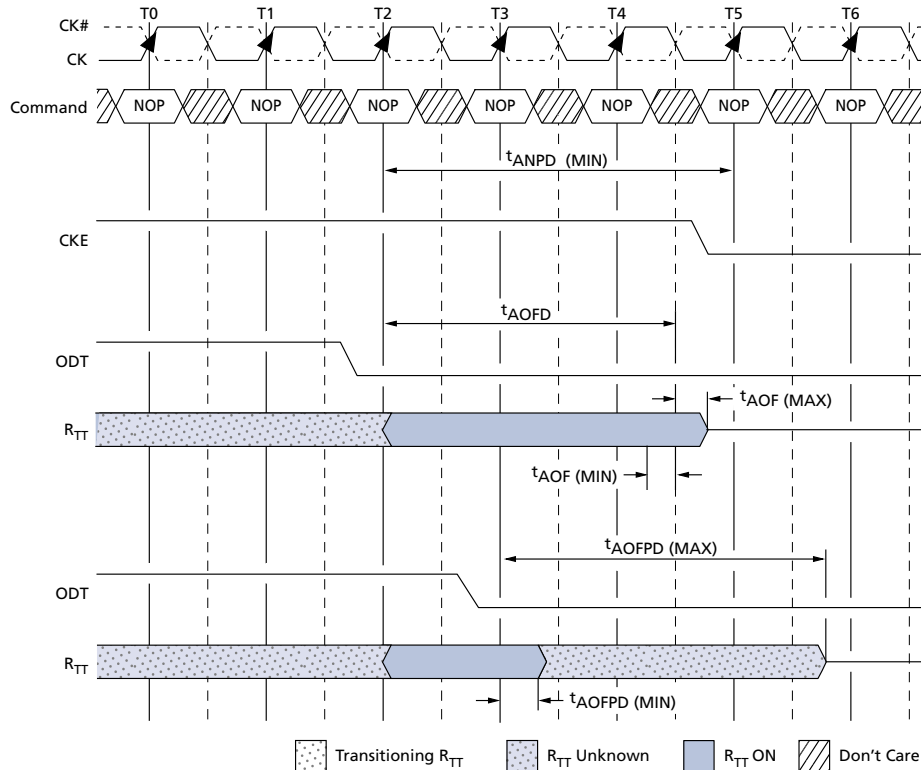 T0 T1 T2 T3 T4 T5 T6
CK#
CK
Command NOP NOP NOP NOP NOP NOP NOP
tANPD (MIN)
CKE
tAOFD
ODT
tAOF (MAX)
RTT
tAOF (MIN)
tAOFPD (MAX)
ODT
RTT
tAOFPD (MIN)
Transitioning RTT RTT Unknown RTT ON Don't Care